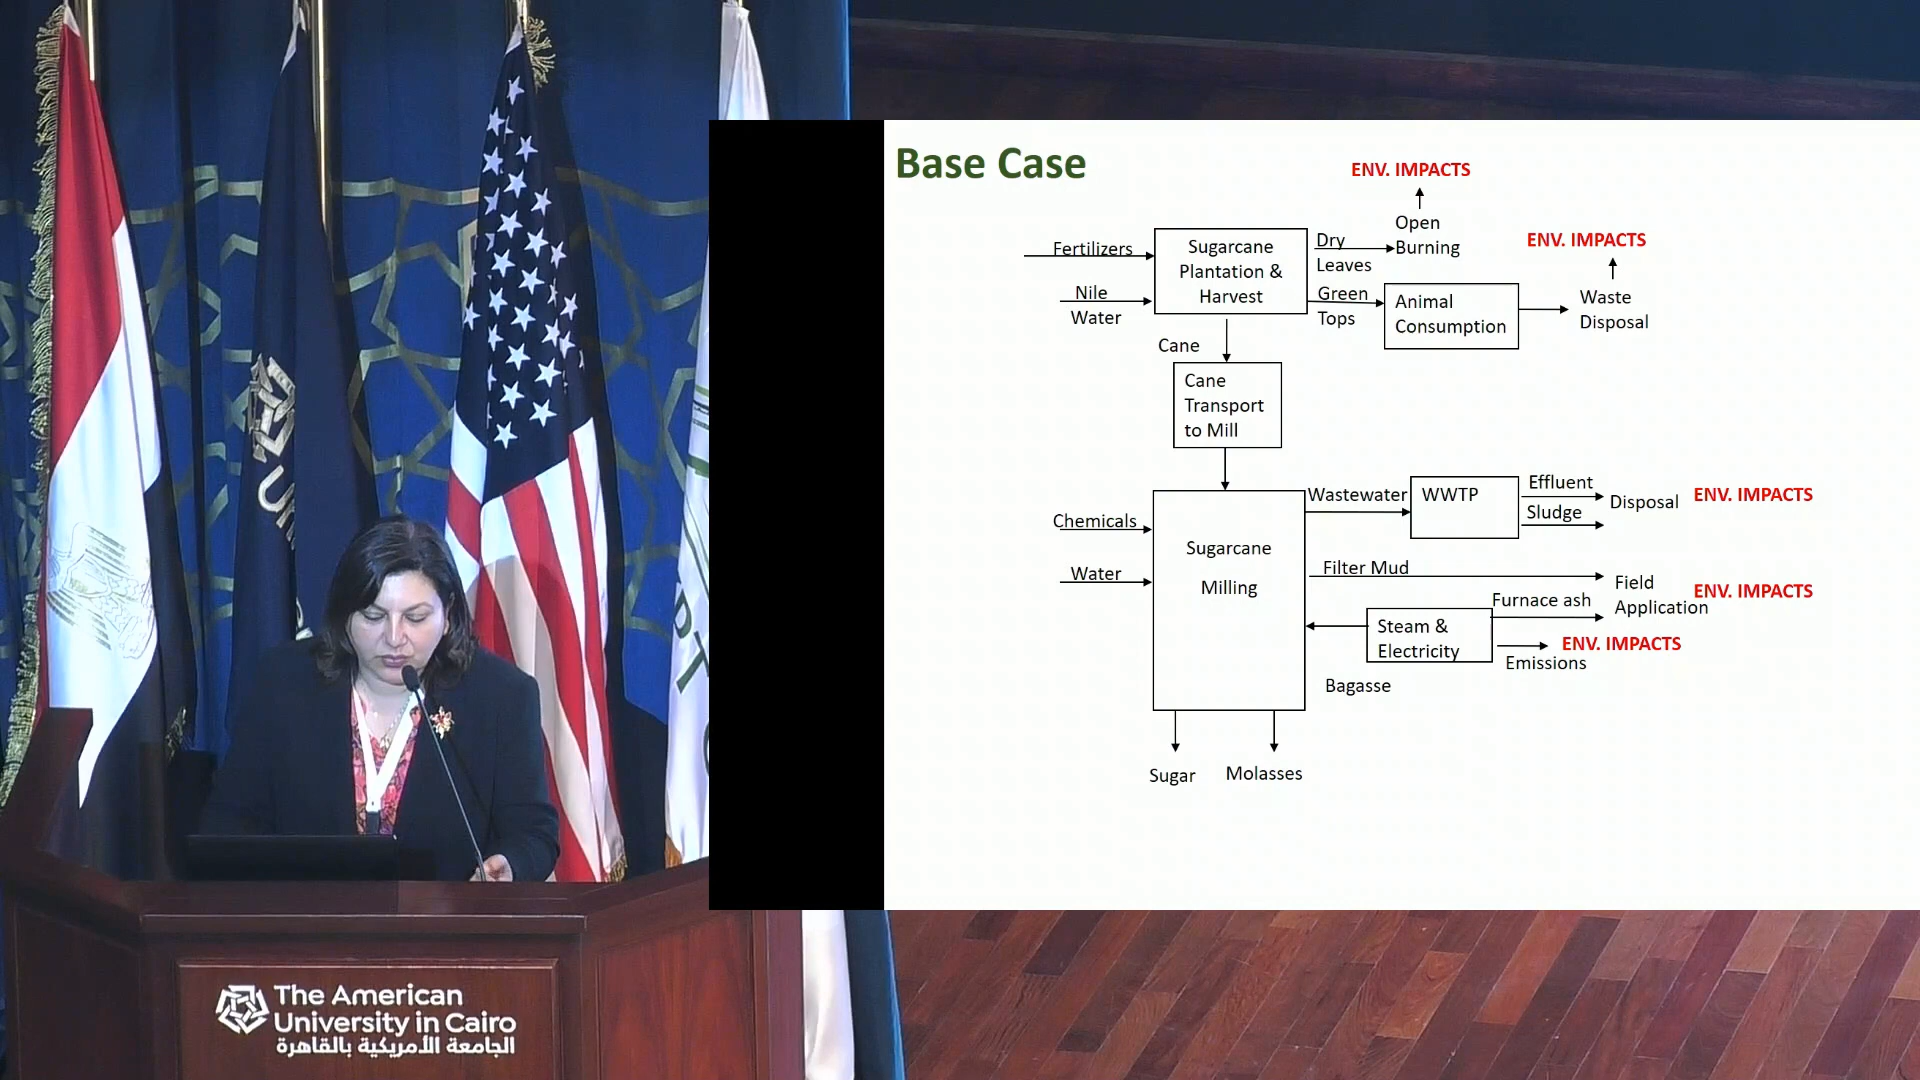 Base Case
ENV. IMPACTS
Open
Burning
ENV. IMPACTS
Fertilizers
Sugarcane
Plantation &
Harvest
Dry
Leaves
Nile
Water
Green
Tops
Animal
Consumption
Waste
Disposal
Cane
Cane
Transport
to Mill
Chemicals
Water
Sugarcane
Milling
Wastewater
WWTP
Effluent
Sludge
Disposal
ENV. IMPACTS
Filter Mud
Field
Application
ENV. IMPACTS
Furnace ash
Steam &
Electricity
ENV. IMPACTS
Emissions
Bagasse
Sugar
Molasses
The American
University in Cairo
الجامعة الأمريكية بالقاهرة